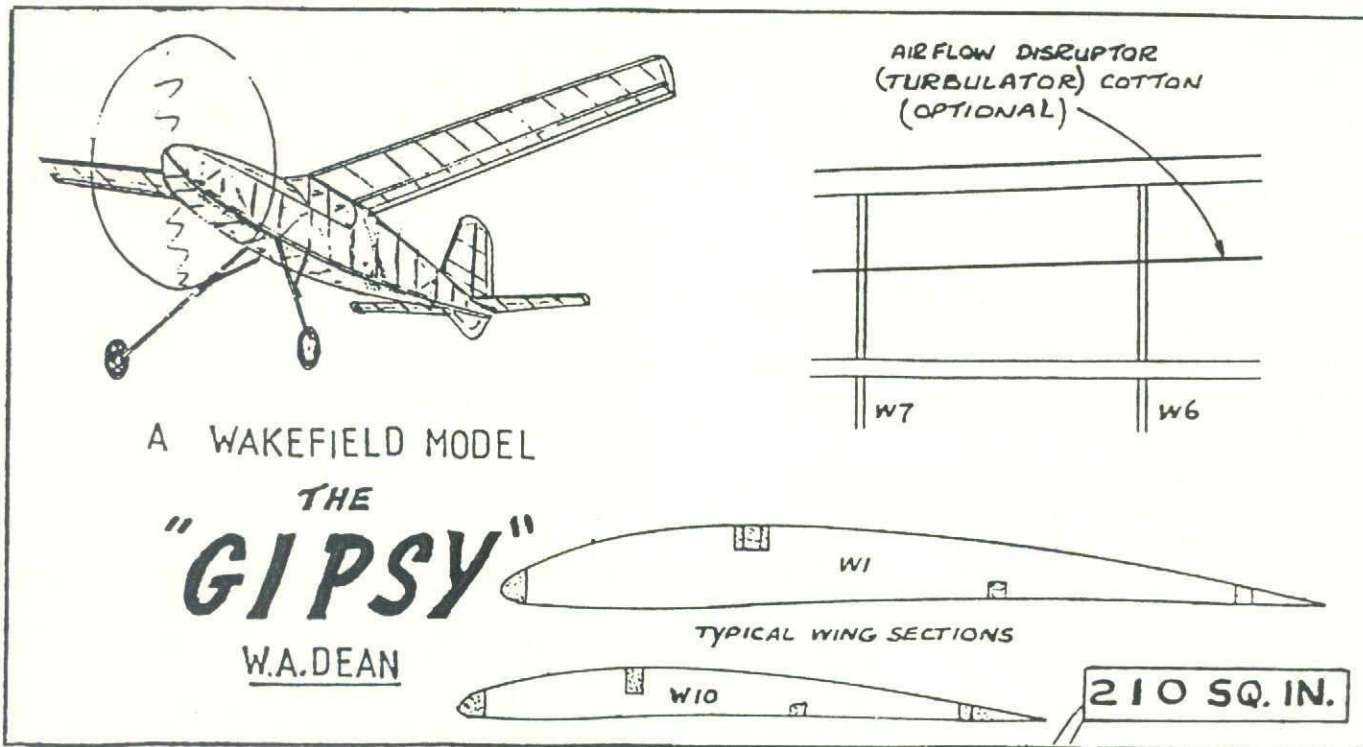 AIRFLOW DISRUPTOR
(TURBULATOR) COTTON
(OPTIONAL)
W7
W6
A WAKEFIELD MODEL
THE
"GIPSY"
W.A.DEAN
W1
TYPICAL WING SECTIONS
W10
210 SQ. IN.